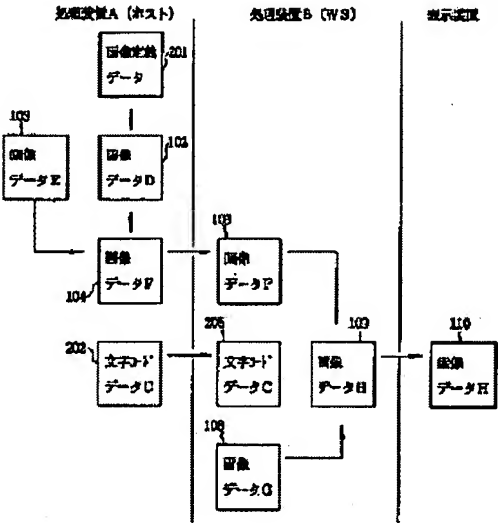 処理装置A (ホスト)
処理装置B (WS)
表示装置
画像定義
データ
201
103
画像
データE
102
画像
データD
104
画像
データF
103
画像
データF
202
文字コード
データC
205
文字コード
データC
109
画像
データH
110
画像
データH
108
画像
データG